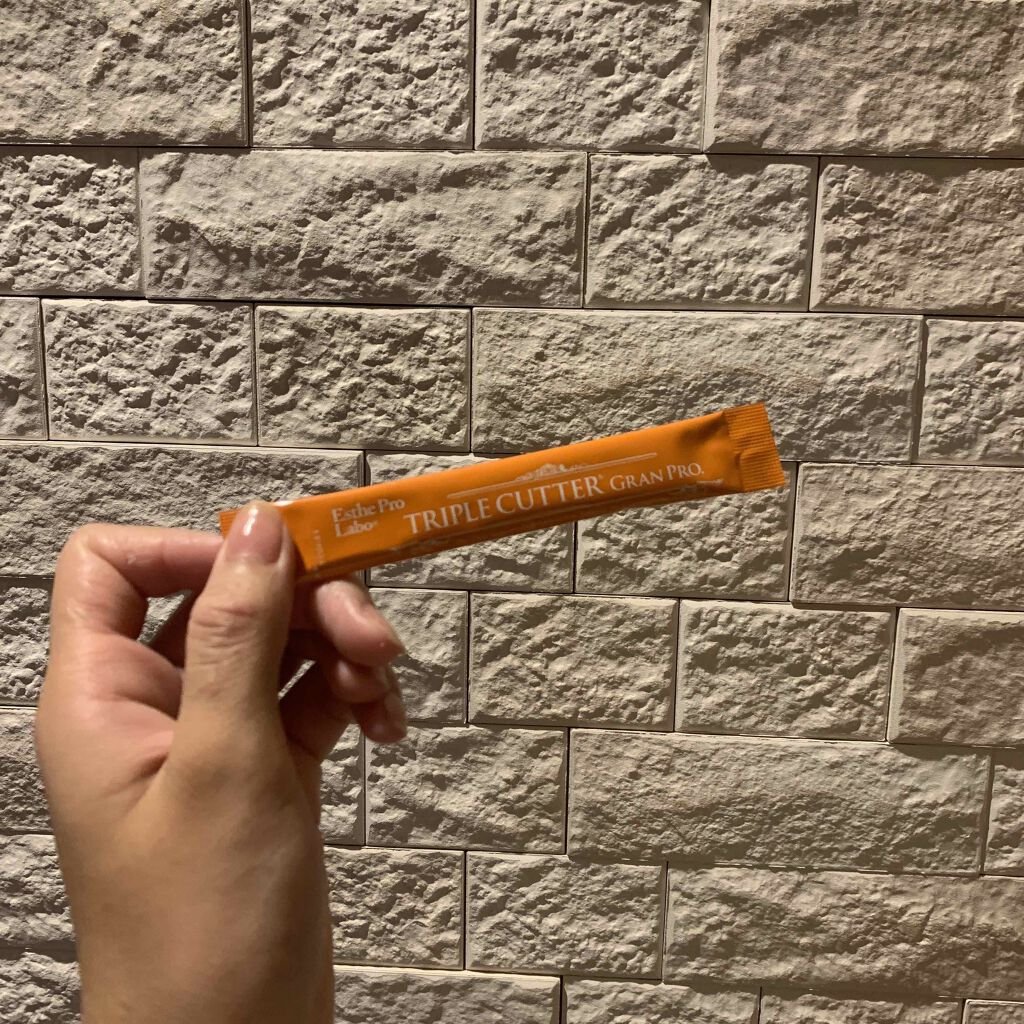 Esthe Pro
Labo®
TRIPLE CUTTER® GRAN PRO.